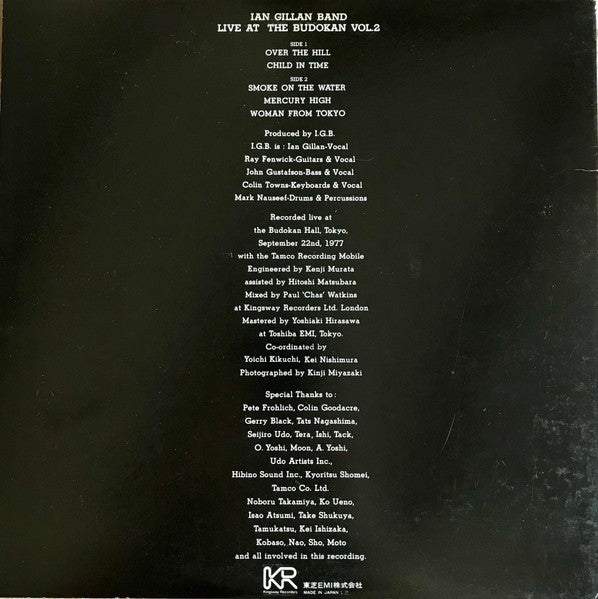 IAN GILLAN BAND
LIVE AT THE BUDOKAN VOL.2
SIDE 1
OVER THE HILL
CHILD IN TIME
SIDE 2
SMOKE ON THE WATER
MERCURY HIGH
WOMAN FROM TOKYO
Produced by I.G.B.
I.G.B. is : Ian Gillan-Vocal
Ray Fenwick-Guitars & Vocal
John Gustafson-Bass & Vocal
Colin Towns-Keyboards & Vocal
Mark Nauseef-Drums & Percussions
Recorded live at
the Budokan Hall, Tokyo,
September 22nd, 1977
with the Tamco Recording Mobile
Engineered by Kenji Murata
assisted by Hitoshi Matsubara
Mixed by Paul 'Chas' Watkins
at Kingsway Recorders Ltd. London
Mastered by Yoshiaki Hirasawa
at Toshiba EMI, Tokyo.
Co-ordinated by
Yoichi Kikuchi, Kei Nishimura
Photographed by Kinji Miyazaki
Special Thanks to :
Pete Frohlich, Colin Goodacre,
Gerry Black, Tats Nagashima,
Seijiro Udo, Tera, Ishi, Tack,
O. Yoshi, Moon, A. Yoshi,
Udo Artists Inc.,
Hibino Sound Inc., Kyoritsu Shomei,
Tamco Co. Ltd.
Noboru Takamiya, Ko Ueno,
Isao Atsumi, Take Shukuya,
Tamukatsu, Kei Ishizaka,
Kobaso, Nao, Sho, Moto
and all involved in this recording.
KR
Kingsway Recorders
東芝EMI株式会社
MADE IN JAPAN